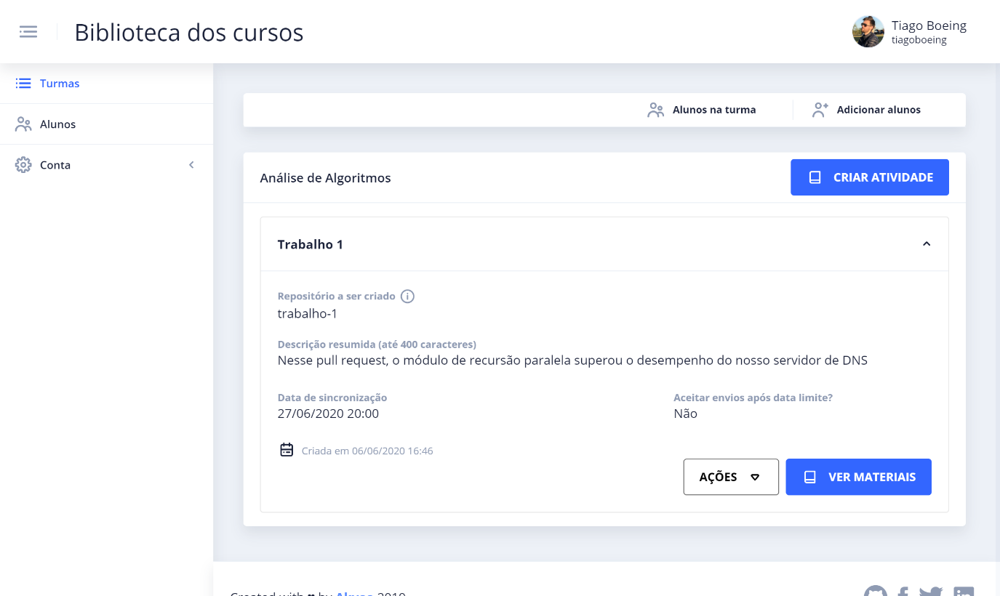 Biblioteca dos cursos
Tiago Boeing
tiagoboeing
Turmas
Alunos
Conta
Alunos na turma
Adicionar alunos
Análise de Algoritmos
CRIAR ATIVIDADE
Trabalho 1
Repositório a ser criado
trabalho-1
Descrição resumida (até 400 caracteres)
Nesse pull request, o módulo de recursão paralela superou o desempenho do nosso servidor de DNS
Data de sincronização
27/06/2020 20:00
Aceitar envios após data limite?
Não
Criada em 06/06/2020 16:46
AÇÕES
VER MATERIAIS
Created with ♥ by Akveo 2019